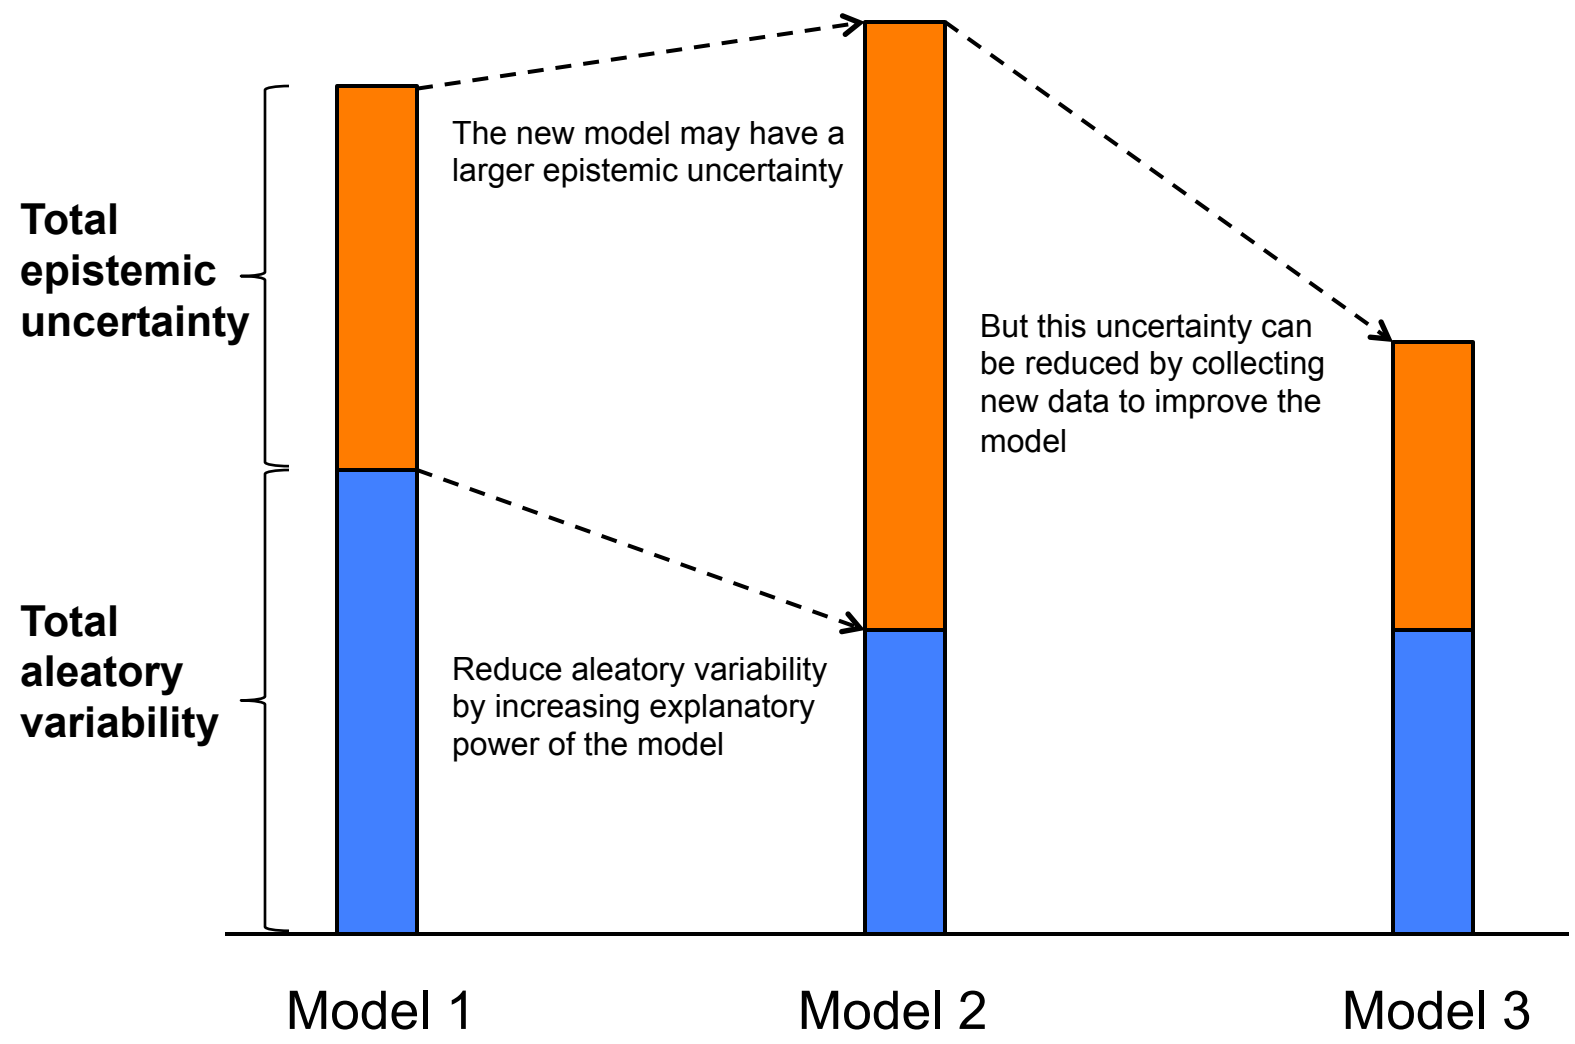 The new model may have a
larger epistemic uncertainty
Total
epistemic
uncertainty
But this uncertainty can
be reduced by collecting
new data to improve the
model
Total
aleatory
variability
Reduce aleatory variability
by increasing explanatory
power of the model
Model 1
Model 2
Model 3